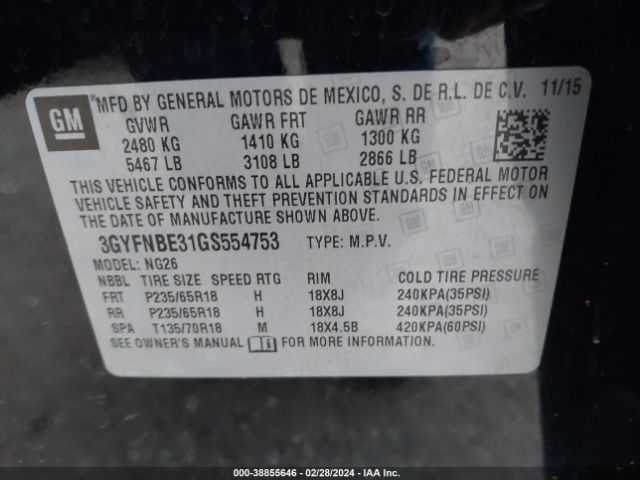 GM
*MFD BY GENERAL MOTORS DE MEXICO, S. DE R.L. DE C.V. 11/15
GVWR GAWR FRT GAWR RR
2480 KG 1410 KG 1300 KG
5467 LB 3108 LB 2866 LB
THIS VEHICLE CONFORMS TO ALL APPLICABLE U.S. FEDERAL MOTOR
VEHICLE SAFETY AND THEFT PREVENTION STANDARDS IN EFFECT ON
THE DATE OF MANUFACTURE SHOWN ABOVE.
3GYFNBE31GS554753 TYPE: M.P.V.
MODEL: NG26
NBBL TIRE SIZE SPEED RTG RIM COLD TIRE PRESSURE
FRT P235/65R18 H 18X8J 240KPA(35PSI)
RR P235/65R18 H 18X8J 240KPA(35PSI)
SPA T135/70R18 M 18X4.5B 420KPA(60PSI)
SEE OWNER'S MANUAL FOR MORE INFORMATION.
000-38855646 - 02/28/2024 - IAA Inc.